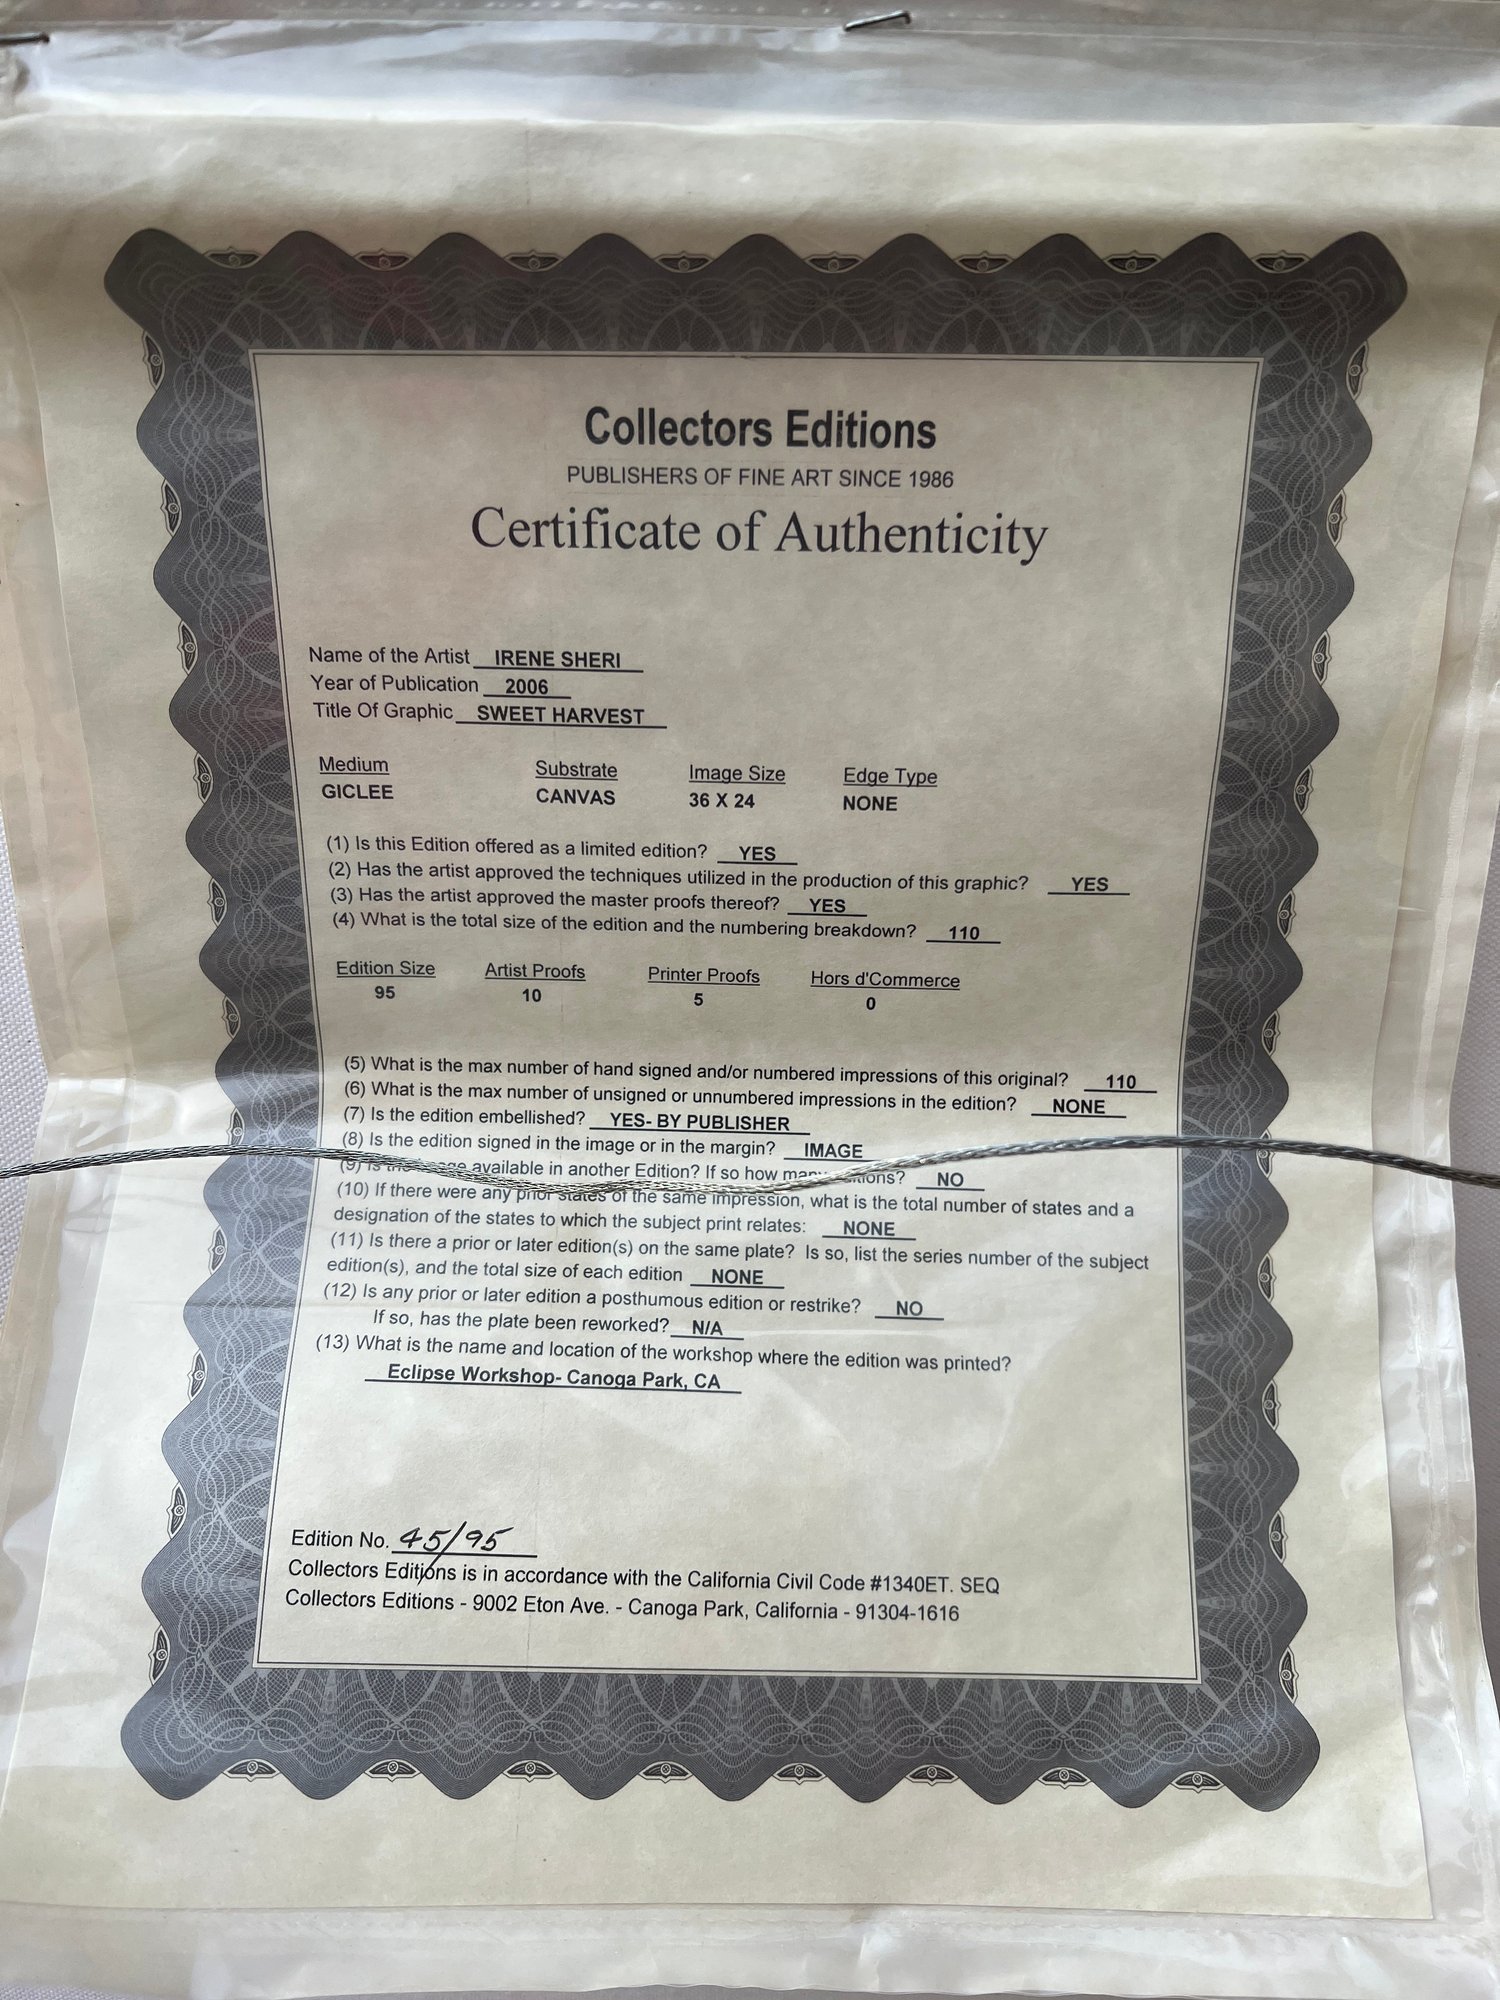 Collectors Editions
PUBLISHERS OF FINE ART SINCE 1986
Certificate of Authenticity
Name of the Artist IRENE SHERI
Year of Publication 2006
Title Of Graphic SWEET HARVEST
Medium Substrate Image Size Edge Type
GICLEE CANVAS 36 X 24 NONE
(1) Is this Edition offered as a limited edition? YES
(2) Has the artist approved the techniques utilized in the production of this graphic? YES
(3) Has the artist approved the master proofs thereof? YES
(4) What is the total size of the edition and the numbering breakdown? 110
Edition Size Artist Proofs Printer Proofs Hors d'Commerce
95 10 5 0
(5) What is the max number of hand signed and/or numbered impressions of this original? 110
(6) What is the max number of unsigned or unnumbered impressions in the edition? NONE
(7) Is the edition embellished? YES- BY PUBLISHER
(8) Is the edition signed in the image or in the margin? IMAGE
(9) Is available in another Edition? If so how many NO
(10) If there were any prior states of the same impression, what is the total number of states and a
designation of the states to which the subject print relates: NONE
(11) Is there a prior or later edition(s) on the same plate? Is so, list the series number of the subject
edition(s), and the total size of each edition NONE
(12) Is any prior or later edition a posthumous edition or restrike? NO
If so, has the plate been reworked? N/A
(13) What is the name and location of the workshop where the edition was printed?
Eclipse Workshop- Canoga Park, CA
Edition No. 45/95
Collectors Editions is in accordance with the California Civil Code #1340ET. SEQ
Collectors Editions - 9002 Eton Ave. - Canoga Park, California - 91304-1616